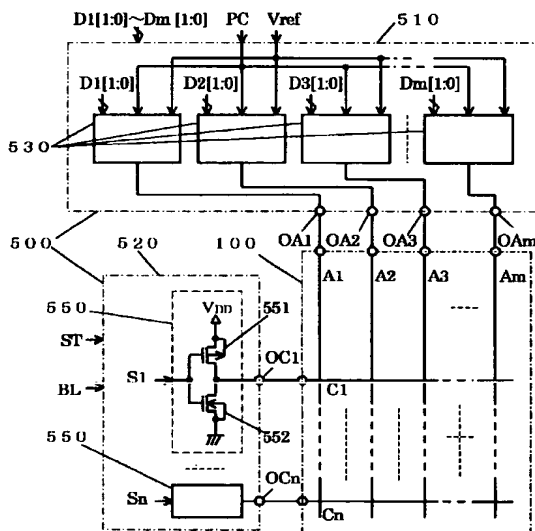 D1[1:0]~Dm[1:0] PC Vref 510
D1[1:0] D2[1:0] D3[1:0] Dm[1:0]
530
500 520 100 OA1 OA2 OA3 OAm
A1 A2 A3 Am
550 VDD 551
ST
S1 OC1 C1
BL
552
550
OCn
Sn Cn